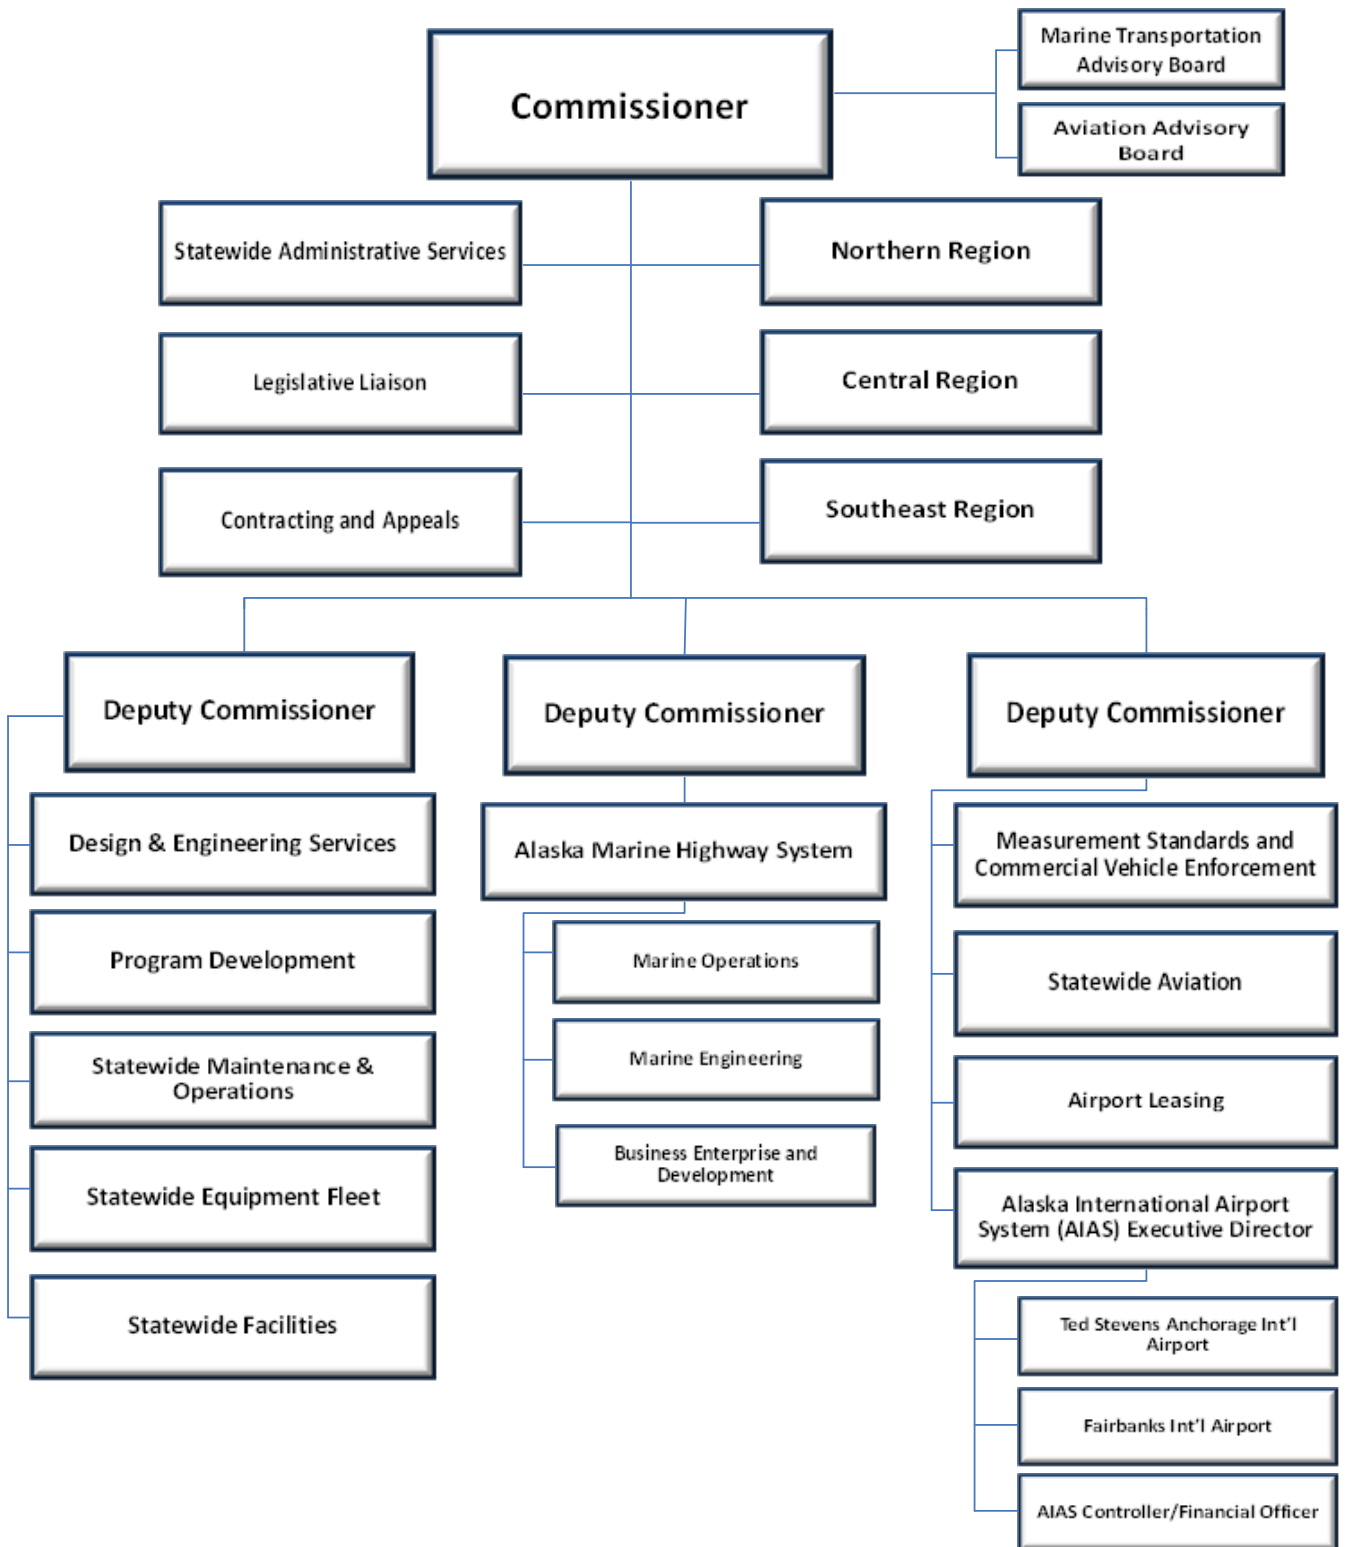 Commissioner
Marine Transportation
Advisory Board
Aviation Advisory
Board
Statewide Administrative Services
Northern Region
Legislative Liaison
Central Region
Contracting and Appeals
Southeast Region
Deputy Commissioner
Design & Engineering Services
Program Development
Statewide Maintenance &
Operations
Statewide Equipment Fleet
Statewide Facilities
Deputy Commissioner
Alaska Marine Highway System
Marine Operations
Marine Engineering
Business Enterprise and
Development
Deputy Commissioner
Measurement Standards and
Commercial Vehicle Enforcement
Statewide Aviation
Airport Leasing
Alaska International Airport
System (AIAS) Executive Director
Ted Stevens Anchorage Int’l
Airport
Fairbanks Int’l Airport
AIAS Controller/Financial Officer